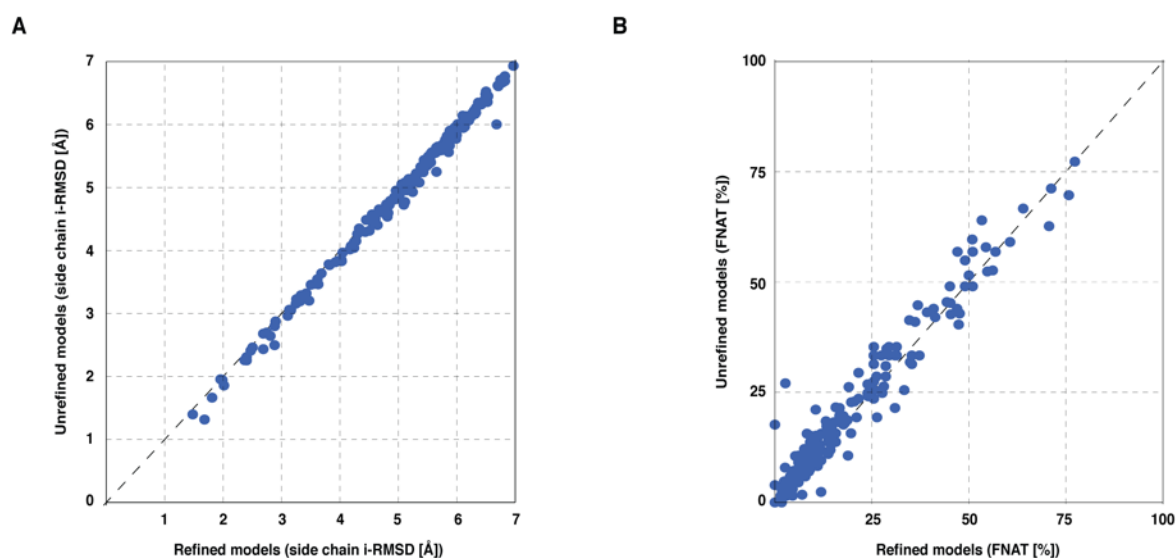 A
B
7
6
5
4
3
2
1
0
1 2 3 4 5 6 7
Unrefined models (side chain i-RMSD [Å])
Refined models (side chain i-RMSD [Å])
100
75
50
25
0
25 50 75 100
Unrefined models (FNAT [%])
Refined models (FNAT [%])